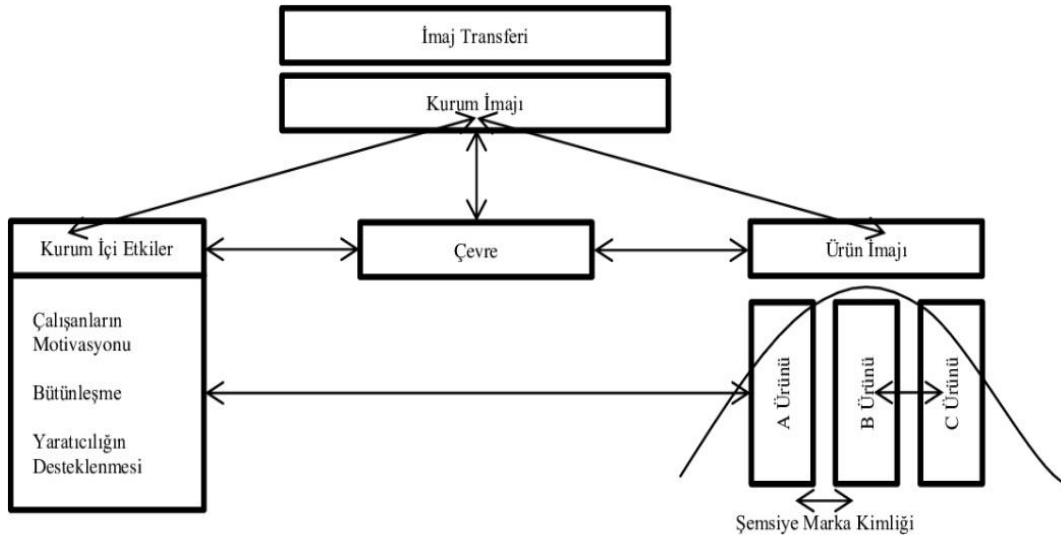 İmaj Transferi
Kurum İmajı
Kurum İçi Etkiler
Çevre
Ürün İmajı
Çalışanların
Motivasyonu
Bütünleşme
Yaratıcılığın
Desteklenmesi
A Ürünü
B Ürünü
C Ürünü
Şemsiye Marka Kimliği